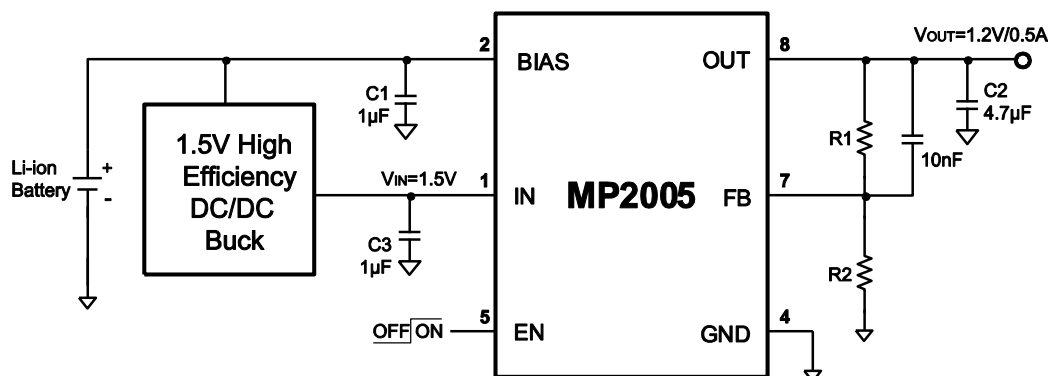 2
BIAS
OUT
8
VOUT=1.2V/0.5A
C1
1µF
C2
4.7µF
1.5V High
Efficiency
DC/DC
Buck
Li-ion
Battery
+
-
R1
10nF
VIN=1.5V
1
IN
MP2005
FB
7
C3
1µF
R2
OFF ON
5
EN
GND
4